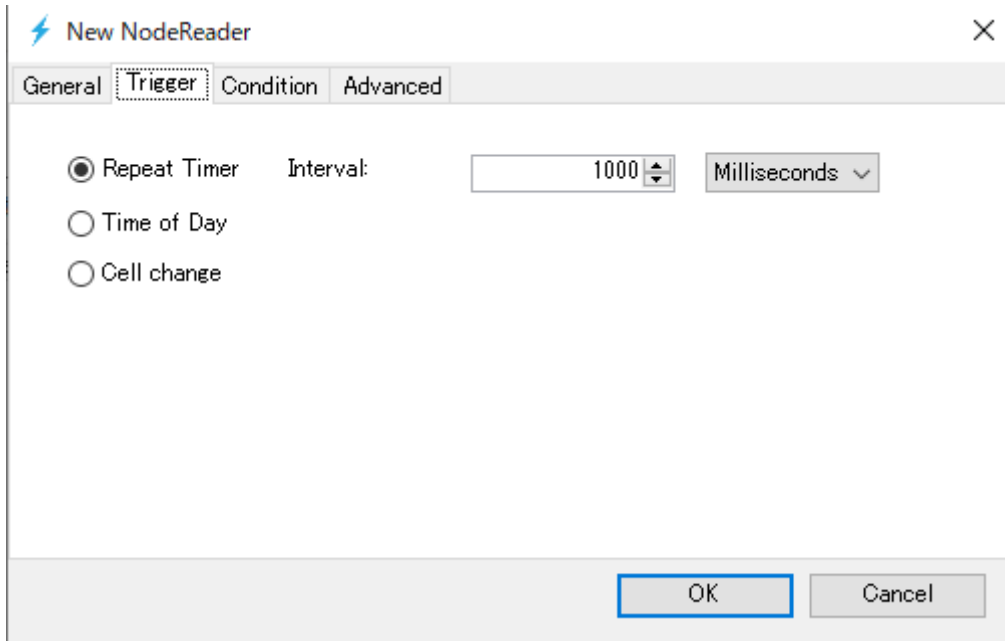 New NodeReader
General Trigger Condition Advanced
Repeat Timer Interval: 1000 Milliseconds
Time of Day
Cell change
OK Cancel